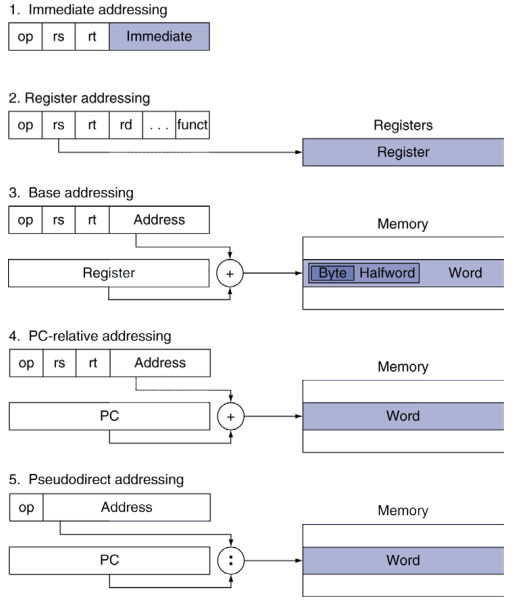 1. Immediate addressing
op rs rt Immediate
2. Register addressing
op rs rt rd . . . funct
Registers
Register
3. Base addressing
op rs rt Address
Memory
Register
+
Byte Halfword Word
4. PC-relative addressing
op rs rt Address
Memory
PC
+
Word
5. Pseudodirect addressing
op Address
Memory
PC
:
Word